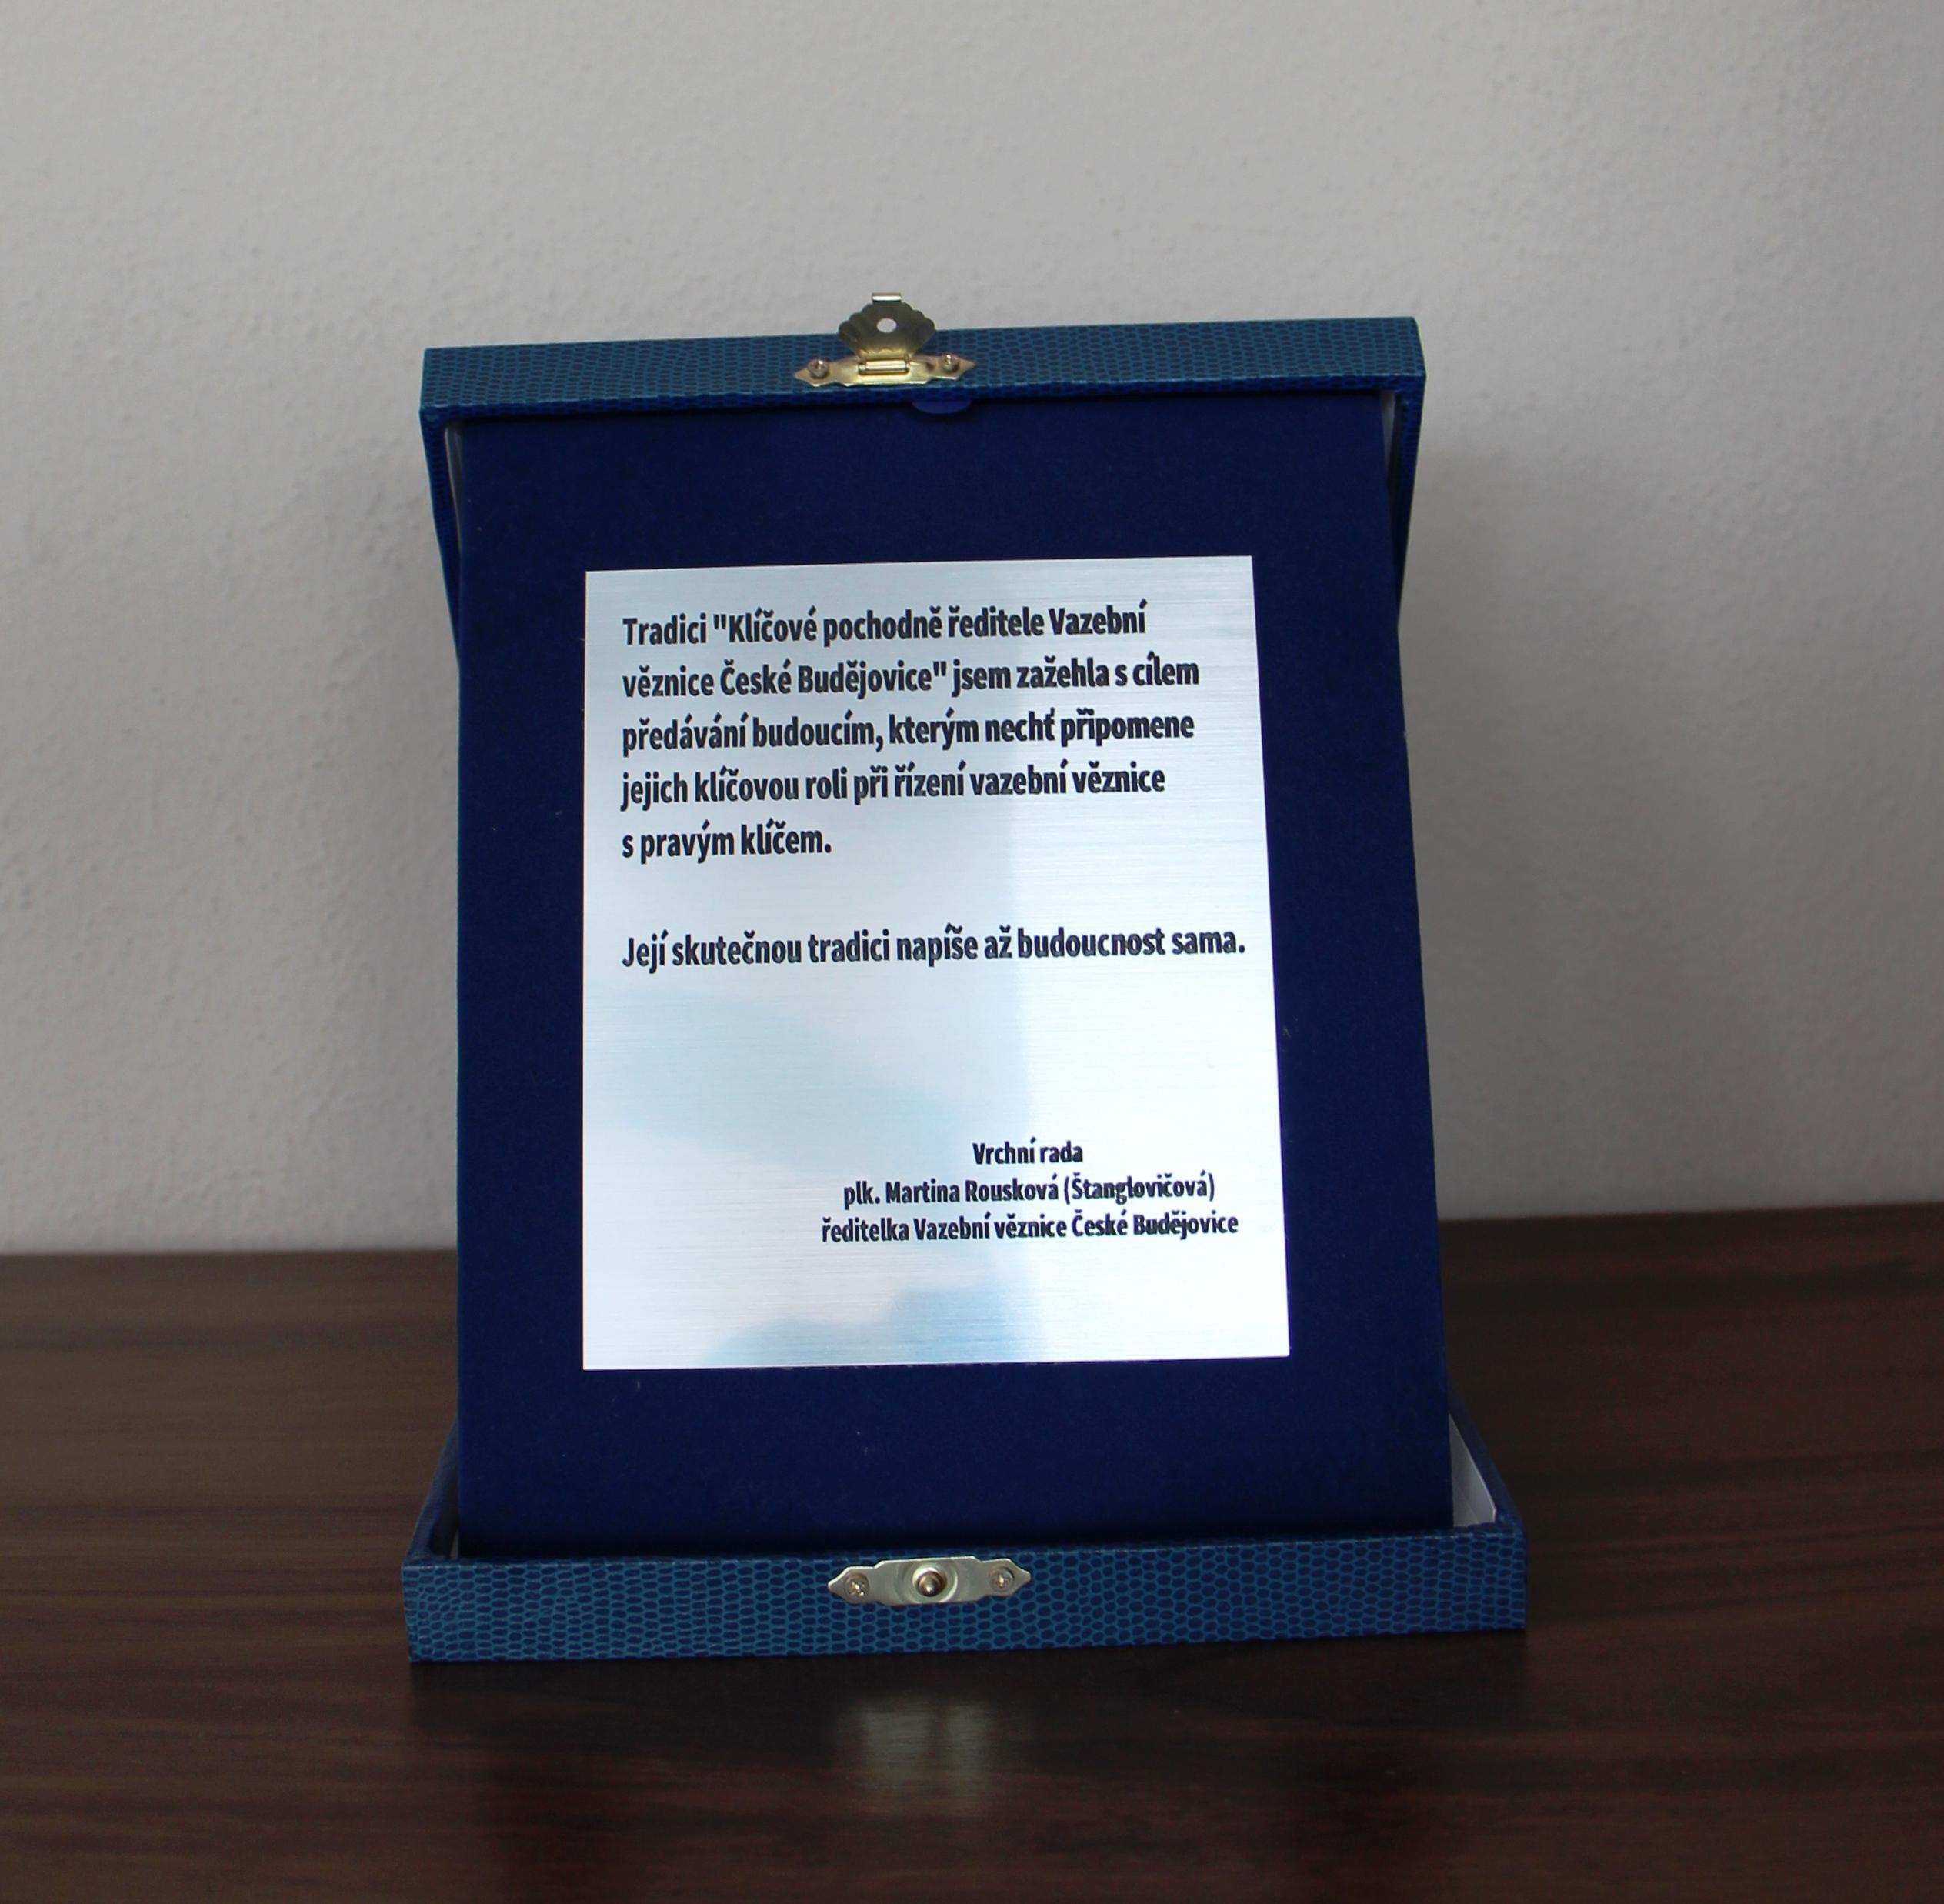 Tradici "Klíčové pochodně ředitele Vazební
věznice České Budějovice" jsem zažehla s cílem
předávání budoucím, kterým nechť připomene
jejich klíčovou roli při řízení vazební věznice
s pravým klíčem.
Její skutečnou tradici napíše až budoucnost sama.
Vrchní rada
plk. Martina Rousková (Štanglovičová)
ředitelka Vazební věznice České Budějovice